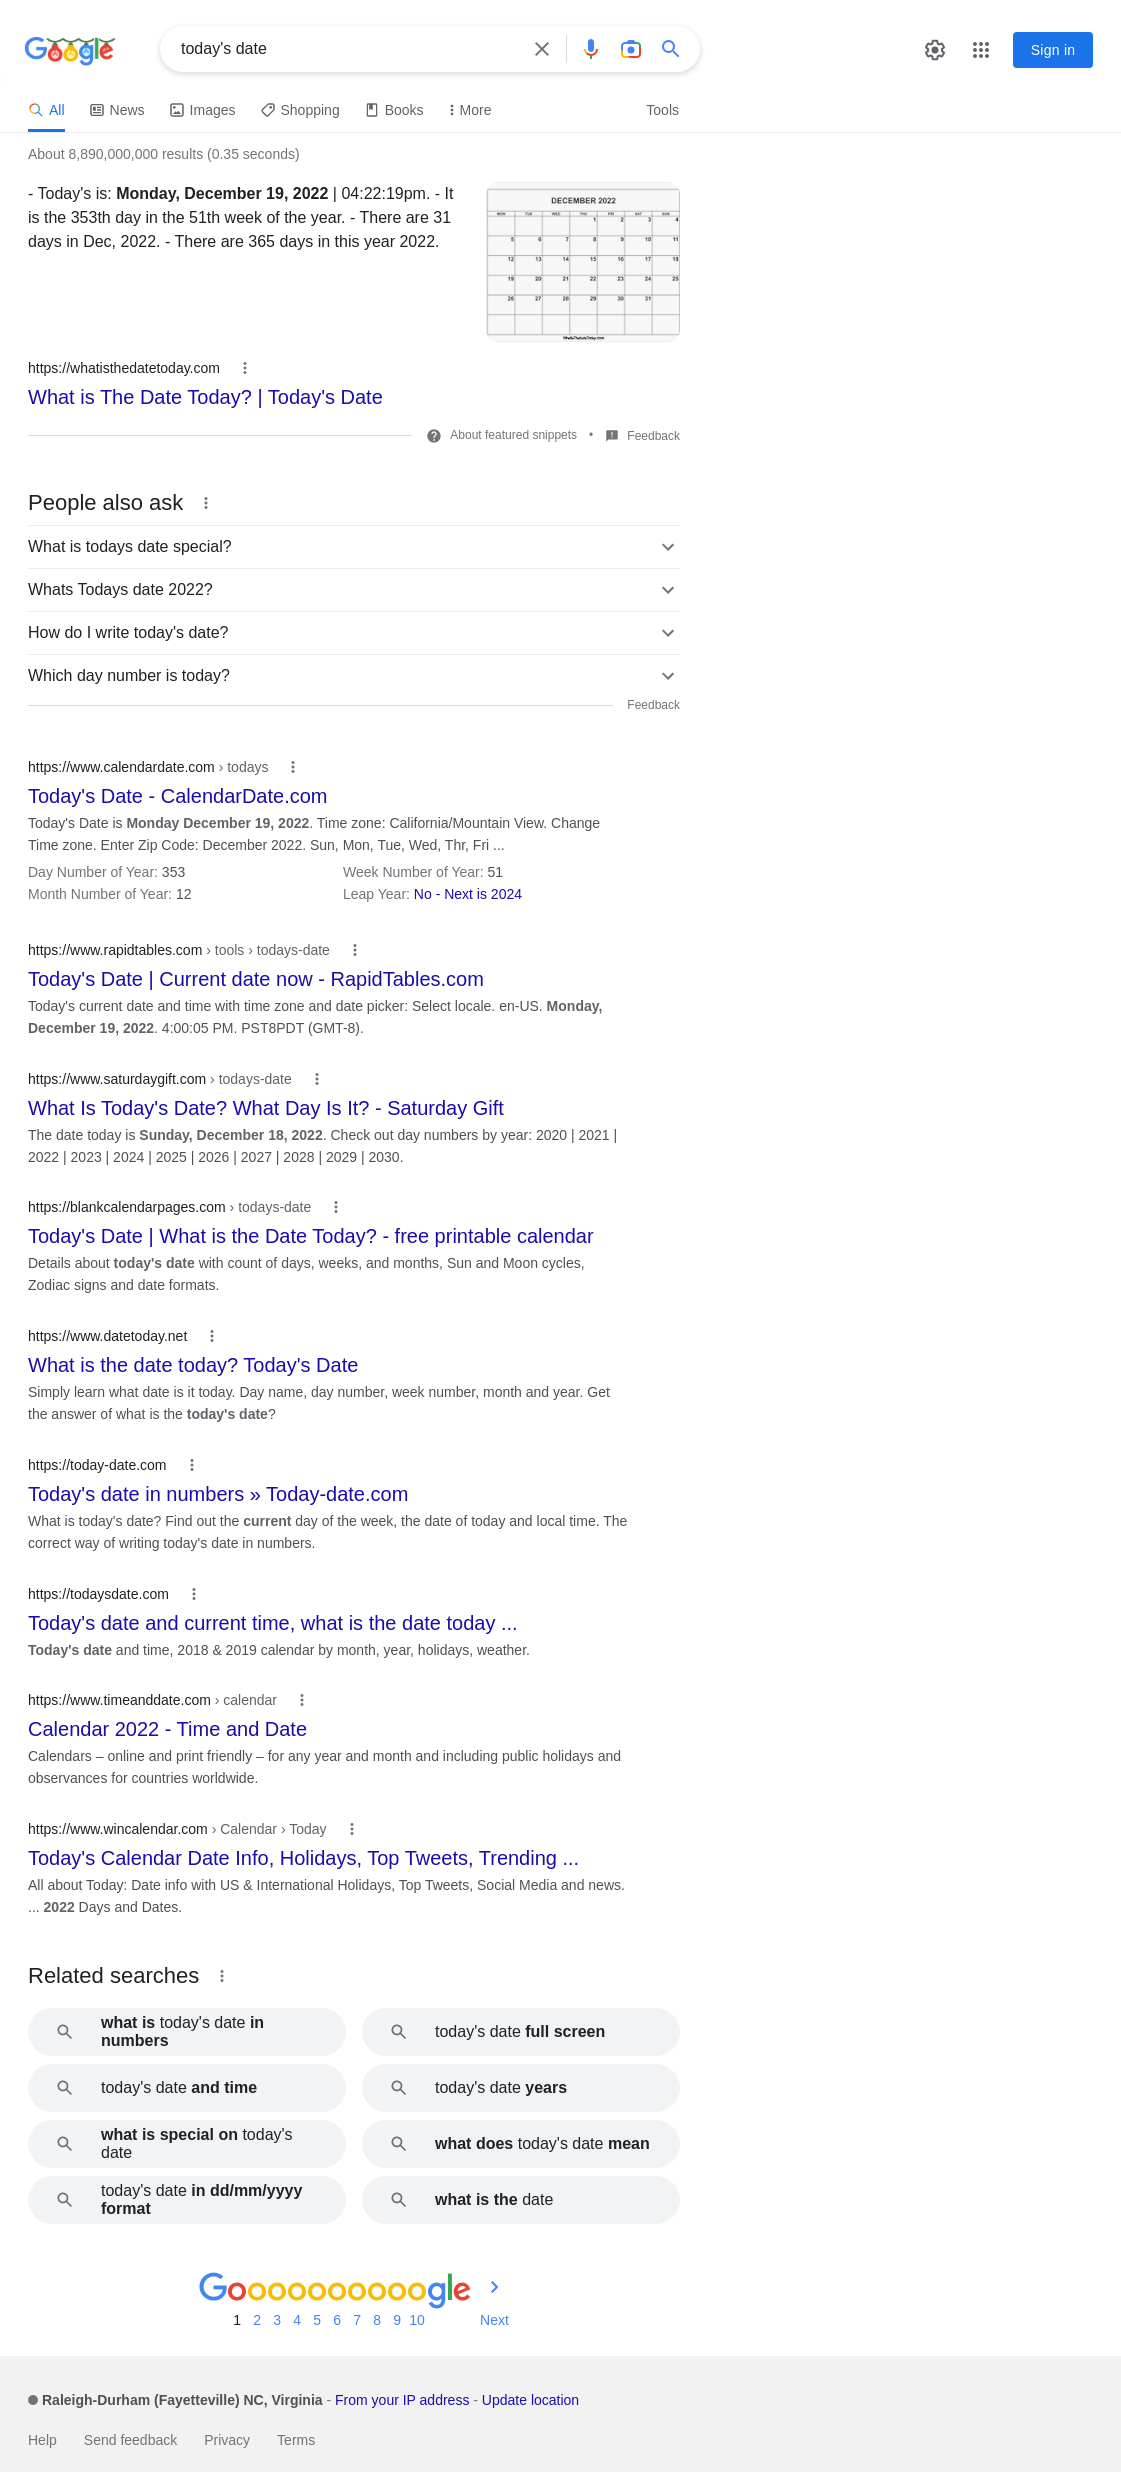 Google
today's date
Sign in
All News Images Shopping Books More Tools
About 8,890,000,000 results (0.35 seconds)
- Today's is: Monday, December 19, 2022 | 04:22:19pm. - It
is the 353th day in the 51th week of the year. - There are 31
days in Dec, 2022. - There are 365 days in this year 2022.
DECEMBER 2022
MON TUE WED THU FRI SAT SUN
1 2 3 4
5 6 7 8 9 10 11
12 13 14 15 16 17 18
19 20 21 22 23 24 25
26 27 28 29 30 31
WhatIsTheDateToday.com
https://whatisthedatetoday.com
What is The Date Today? | Today's Date
About featured snippets • Feedback
People also ask
What is todays date special?
Whats Todays date 2022?
How do I write today's date?
Which day number is today?
Feedback
https://www.calendardate.com › todays
Today's Date - CalendarDate.com
Today's Date is Monday December 19, 2022. Time zone: California/Mountain View. Change
Time zone. Enter Zip Code: December 2022. Sun, Mon, Tue, Wed, Thr, Fri ...
Day Number of Year: 353 Week Number of Year: 51
Month Number of Year: 12 Leap Year: No - Next is 2024
https://www.rapidtables.com › tools › todays-date
Today's Date | Current date now - RapidTables.com
Today's current date and time with time zone and date picker: Select locale. en-US. Monday,
December 19, 2022. 4:00:05 PM. PST8PDT (GMT-8).
https://www.saturdaygift.com › todays-date
What Is Today's Date? What Day Is It? - Saturday Gift
The date today is Sunday, December 18, 2022. Check out day numbers by year: 2020 | 2021 |
2022 | 2023 | 2024 | 2025 | 2026 | 2027 | 2028 | 2029 | 2030.
https://blankcalendarpages.com › todays-date
Today's Date | What is the Date Today? - free printable calendar
Details about today's date with count of days, weeks, and months, Sun and Moon cycles,
Zodiac signs and date formats.
https://www.datetoday.net
What is the date today? Today's Date
Simply learn what date is it today. Day name, day number, week number, month and year. Get
the answer of what is the today's date?
https://today-date.com
Today's date in numbers » Today-date.com
What is today's date? Find out the current day of the week, the date of today and local time. The
correct way of writing today's date in numbers.
https://todaysdate.com
Today's date and current time, what is the date today ...
Today's date and time, 2018 & 2019 calendar by month, year, holidays, weather.
https://www.timeanddate.com › calendar
Calendar 2022 - Time and Date
Calendars – online and print friendly – for any year and month and including public holidays and
observances for countries worldwide.
https://www.wincalendar.com › Calendar › Today
Today's Calendar Date Info, Holidays, Top Tweets, Trending ...
All about Today: Date info with US & International Holidays, Top Tweets, Social Media and news.
... 2022 Days and Dates.
Related searches
what is today's date in
numbers
today's date full screen
today's date and time
today's date years
what is special on today's
date
what does today's date mean
today's date in dd/mm/yyyy
format
what is the date
Goooooooooogle
1 2 3 4 5 6 7 8 9 10 Next
Raleigh-Durham (Fayetteville) NC, Virginia - From your IP address - Update location
Help Send feedback Privacy Terms